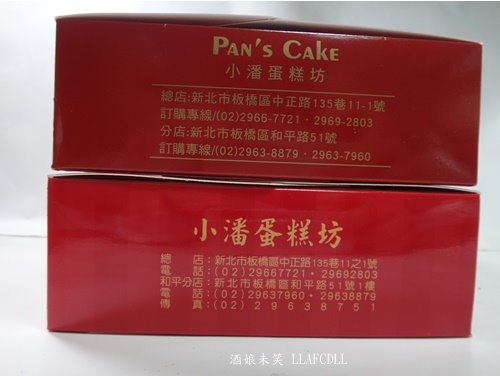 PAN'S CAKE
小潘蛋糕坊
總店:新北市板橋區中正路135巷11-1號
訂購專線/(02)2966-7721‧2969-2803
分店:新北市板橋區和平路51號
訂購專線/(02)2963-8879‧2963-7960
小潘蛋糕坊
總店:新北市板橋區中正路135巷11之1號
電話:(02)29667721‧29692803
和平分店:新北市板橋區和平路51號1樓
電話:(02)29637960‧29638879
傳真:(02)29638751
酒娘未笑 LLAFCDLL